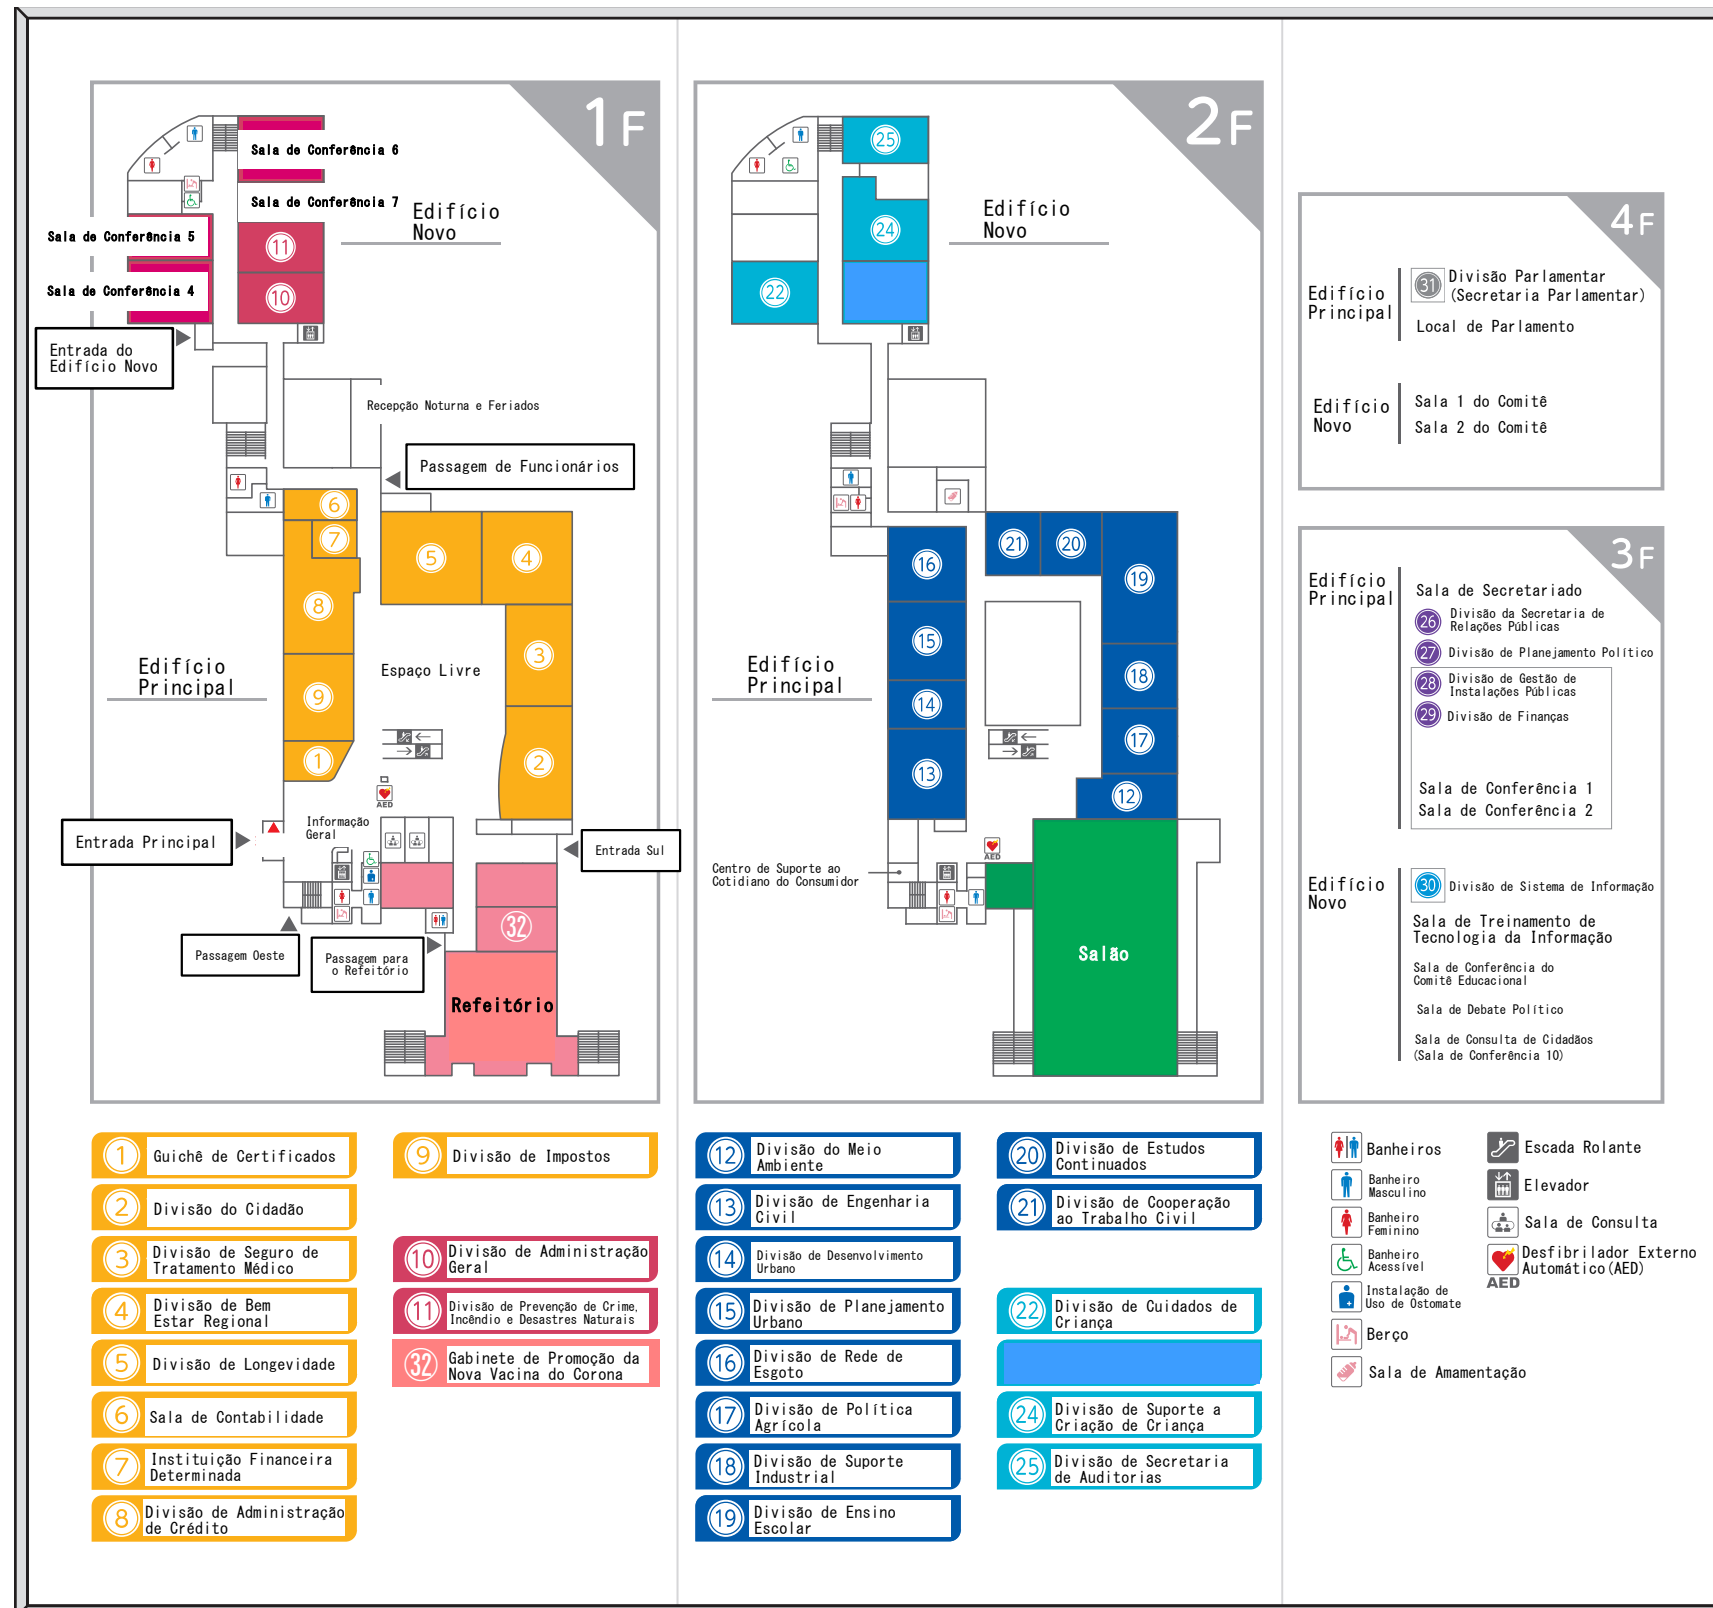 1F
Sala de Conferência 6
Sala de Conferência 7
Edifício
Novo
Sala de Conferência 5
11
Sala de Conferência 4
10
Entrada do
Edifício Novo
Recepção Noturna e Feriados
Passagem de Funcionários
6
7
5
4
8
3
Edifício
Principal
Espaço Livre
9
1
2
AED
Informação
Geral
Entrada Principal
Entrada Sul
32
Passagem Oeste
Passagem para
o Refeitório
Refeitório
2F
25
Edifício
Novo
24
22
21
20
16
19
15
Edifício
Principal
18
14
17
13
12
AED
Centro de Suporte ao
Cotidiano do Consumidor
Salão
4F
Edifício
Principal
31
Divisão Parlamentar
(Secretaria Parlamentar)
Local de Parlamento
Edifício
Novo
Sala 1 do Comitê
Sala 2 do Comitê
3F
Edifício
Principal
Sala de Secretariado
26
Divisão da Secretaria de
Relações Públicas
27
Divisão de Planejamento Político
28
Divisão de Gestão de
Instalações Públicas
29
Divisão de Finanças
Sala de Conferência 1
Sala de Conferência 2
Edifício
Novo
30
Divisão de Sistema de Informação
Sala de Treinamento de
Tecnologia da Informação
Sala de Conferência do
Comitê Educacional
Sala de Debate Político
Sala de Consulta de Cidadãos
(Sala de Conferência 10)
1 Guichê de Certificados
2 Divisão do Cidadão
3 Divisão de Seguro de
Tratamento Médico
4 Divisão de Bem
Estar Regional
5 Divisão de Longevidade
6 Sala de Contabilidade
7 Instituição Financeira
Determinada
8 Divisão de Administração
de Crédito
9 Divisão de Impostos
10 Divisão de Administração
Geral
11 Divisão de Prevenção de Crime,
Incêndio e Desastres Naturais
32 Gabinete de Promoção da
Nova Vacina do Corona
12 Divisão do Meio
Ambiente
13 Divisão de Engenharia
Civil
14 Divisão de Desenvolvimento
Urbano
15 Divisão de Planejamento
Urbano
16 Divisão de Rede de
Esgoto
17 Divisão de Política
Agrícola
18 Divisão de Suporte
Industrial
19 Divisão de Ensino
Escolar
20 Divisão de Estudos
Continuados
21 Divisão de Cooperação
ao Trabalho Civil
22 Divisão de Cuidados de
Criança
24 Divisão de Suporte a
Criação de Criança
25 Divisão de Secretaria
de Auditorias
Banheiros
Banheiro
Masculino
Banheiro
Feminino
Banheiro
Acessível
Instalação de
Uso de Ostomate
Berço
Sala de Amamentação
Escada Rolante
Elevador
Sala de Consulta
Desfibrilador Externo
Automático(AED)
AED